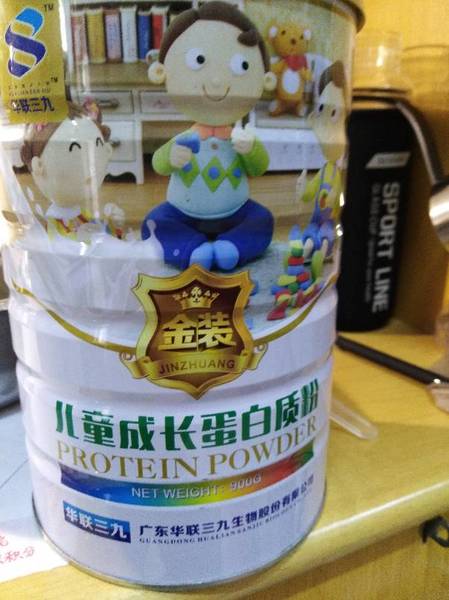 华联三九
金装
JINZHUANG
儿童成长蛋白质粉
PROTEIN POWDER
NET WEIGHT: 900G
华联三九
广东华联三九生物股份有限公司
SPORT LINE
积分